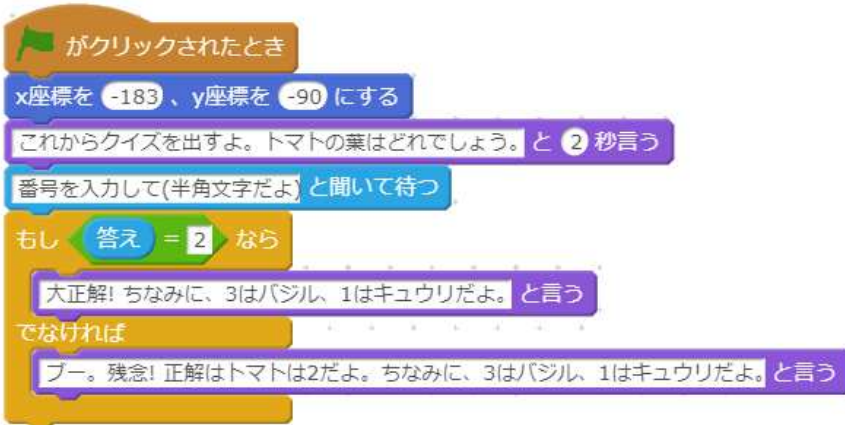 がクリックされたとき
x座標を -183 、y座標を -90 にする
これからクイズを出すよ。トマトの葉はどれでしょう。 と 2 秒言う
番号を入力して(半角文字だよ) と聞いて待つ
もし 答え = 2 なら
大正解! ちなみに、3はバジル、1はキュウリだよ。 と言う
でなければ
ブー。残念! 正解はトマトは2だよ。ちなみに、3はバジル、1はキュウリだよ。 と言う